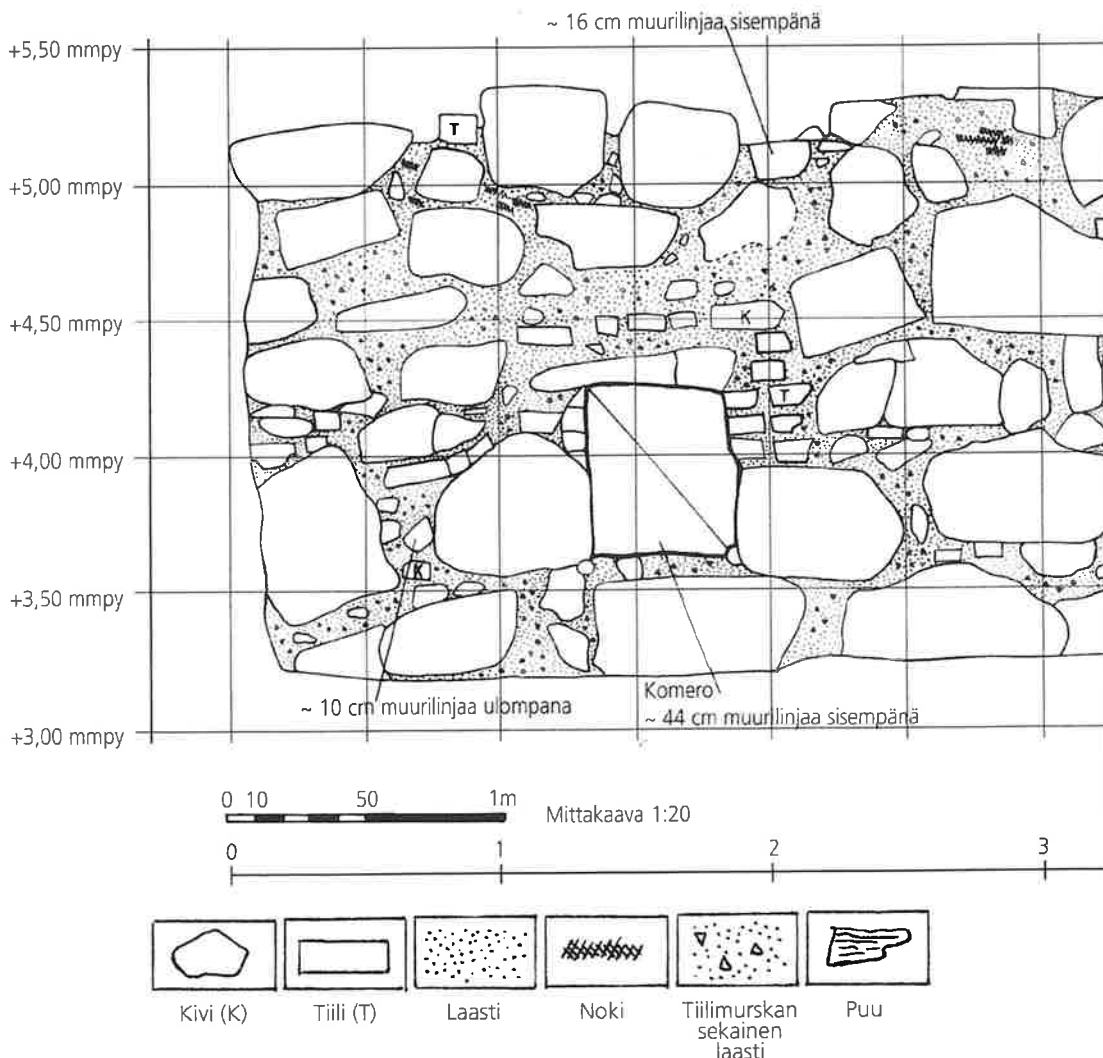 ~ 16 cm muurilinjaa sisempänä
+5,50 mmpy
T
+5,00 mmpy
+4,50 mmpy
K
T
+4,00 mmpy
K
+3,50 mmpy
~ 10 cm muurilinjaa ulompana
Komero
~ 44 cm muurilinjaa sisempänä
+3,00 mmpy
0 10 50 1m
Mittakaava 1:20
0 1 2 3
Kivi (K)
Tiili (T)
Laasti
Noki
Tiilimurskan
sekainen
laasti
Puu